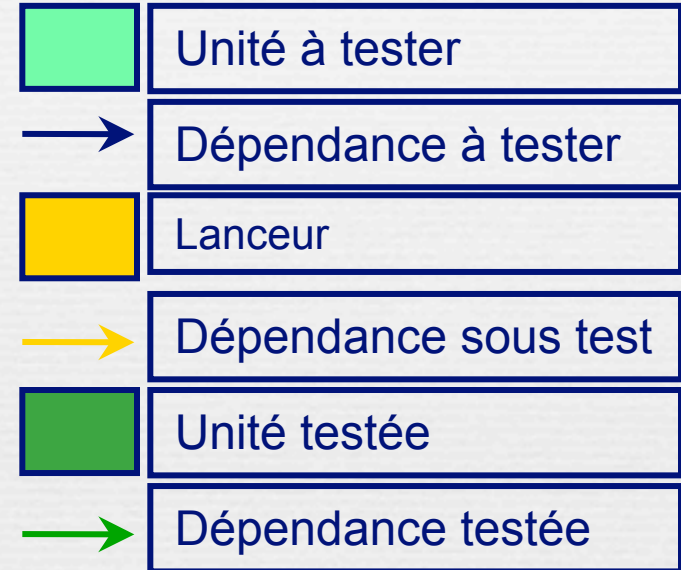 Unité à tester
Dépendance à tester
Lanceur
Dépendance sous test
Unité testée
Dépendance testée